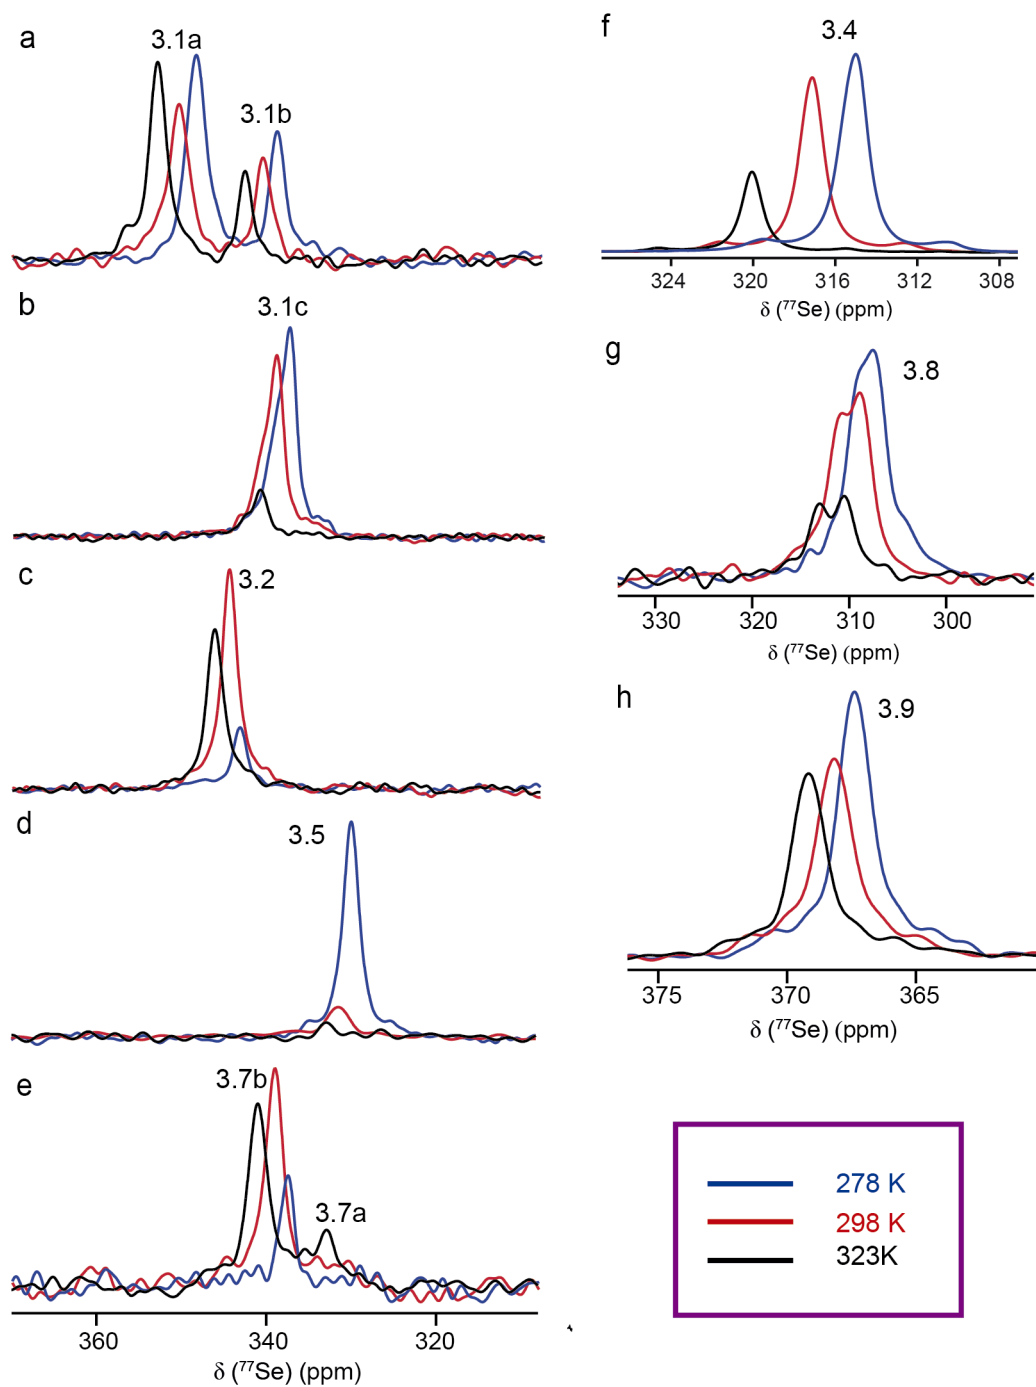 a
3.1a
3.1b
b
3.1c
c
3.2
d
3.5
e
3.7b
3.7a
360 340 320
δ (⁷⁷Se) (ppm)
f
3.4
324 320 316 312 308
δ (⁷⁷Se) (ppm)
g
3.8
330 320 310 300
δ (⁷⁷Se) (ppm)
h
3.9
375 370 365
δ (⁷⁷Se) (ppm)
278 K
298 K
323K